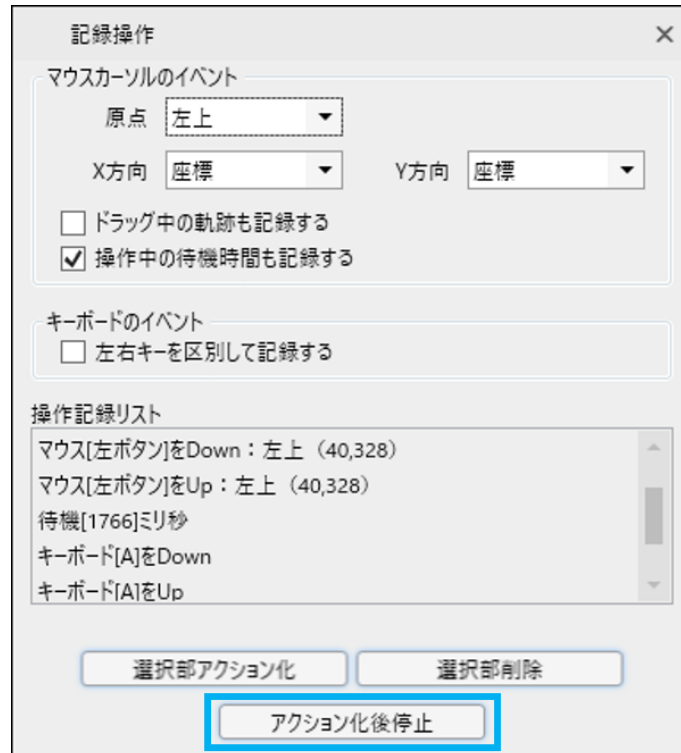 記録操作
マウスカーソルのイベント
原点 左上
X方向 座標 Y方向 座標
ドラッグ中の軌跡も記録する
操作中の待機時間も記録する
キーボードのイベント
左右キーを区別して記録する
操作記録リスト
マウス[左ボタン]をDown：左上（40,328）
マウス[左ボタン]をUp：左上（40,328）
待機[1766]ミリ秒
キーボード[A]をDown
キーボード[A]をUp
選択部アクション化 選択部削除
アクション化後停止